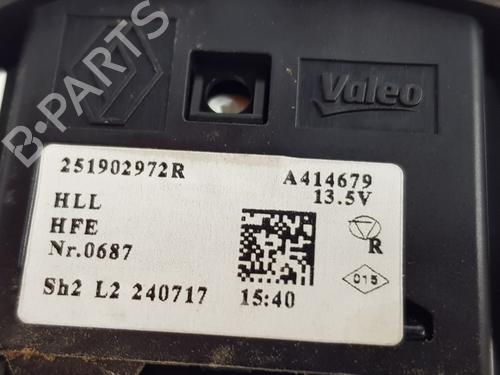 B-PARTS
Valeo
251902972R A414679
HLL 13.5V
HFE
Nr.0687 R
015
Sh2 L2 240717 15:40